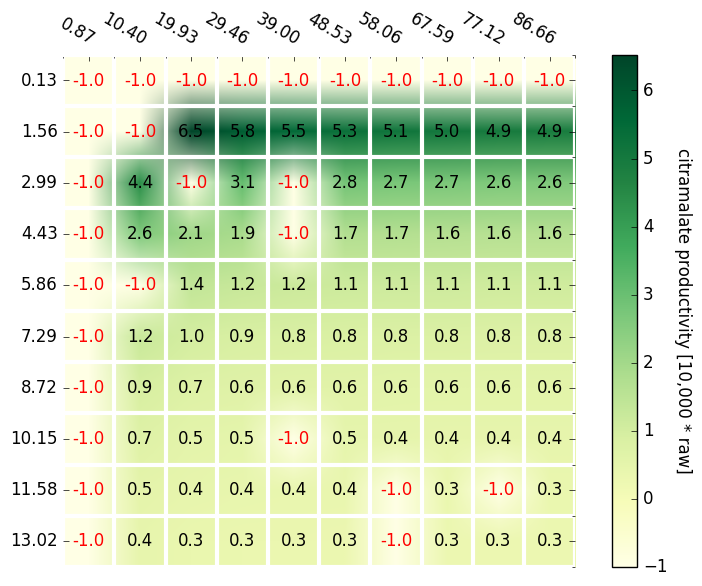 0.87 10.40 19.93 29.46 39.00 48.53 58.06 67.59 77.12 86.66
0.13 -1.0 -1.0 -1.0 -1.0 -1.0 -1.0 -1.0 -1.0 -1.0 -1.0
1.56 -1.0 -1.0 6.5 5.8 5.5 5.3 5.1 5.0 4.9 4.9
2.99 -1.0 4.4 -1.0 3.1 -1.0 2.8 2.7 2.7 2.6 2.6
4.43 -1.0 2.6 2.1 1.9 -1.0 1.7 1.7 1.6 1.6 1.6
5.86 -1.0 -1.0 1.4 1.2 1.2 1.1 1.1 1.1 1.1 1.1
7.29 -1.0 1.2 1.0 0.9 0.8 0.8 0.8 0.8 0.8 0.8
8.72 -1.0 0.9 0.7 0.6 0.6 0.6 0.6 0.6 0.6 0.6
10.15 -1.0 0.7 0.5 0.5 -1.0 0.5 0.4 0.4 0.4 0.4
11.58 -1.0 0.5 0.4 0.4 0.4 0.4 -1.0 0.3 -1.0 0.3
13.02 -1.0 0.4 0.3 0.3 0.3 0.3 -1.0 0.3 0.3 0.3
6
5
4
3
2
1
0
−1
citramalate productivity [10,000 * raw]